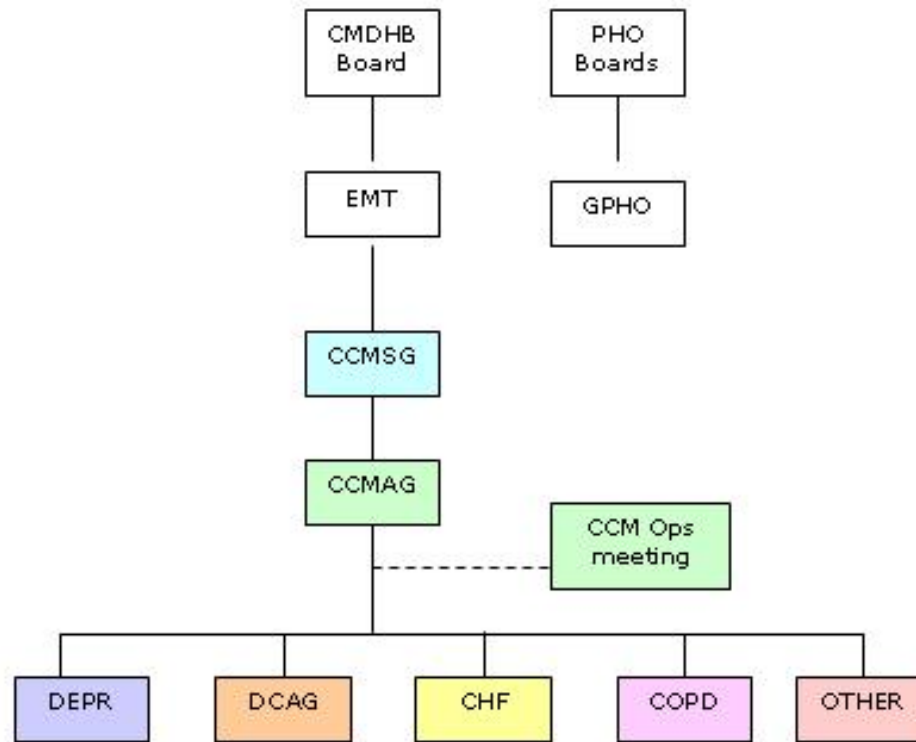 CMDHB
Board
PHO
Boards
EMT
GPHO
CCMSG
CCMAG
CCM Ops
meeting
DEPR
DCAG
CHF
COPD
OTHER